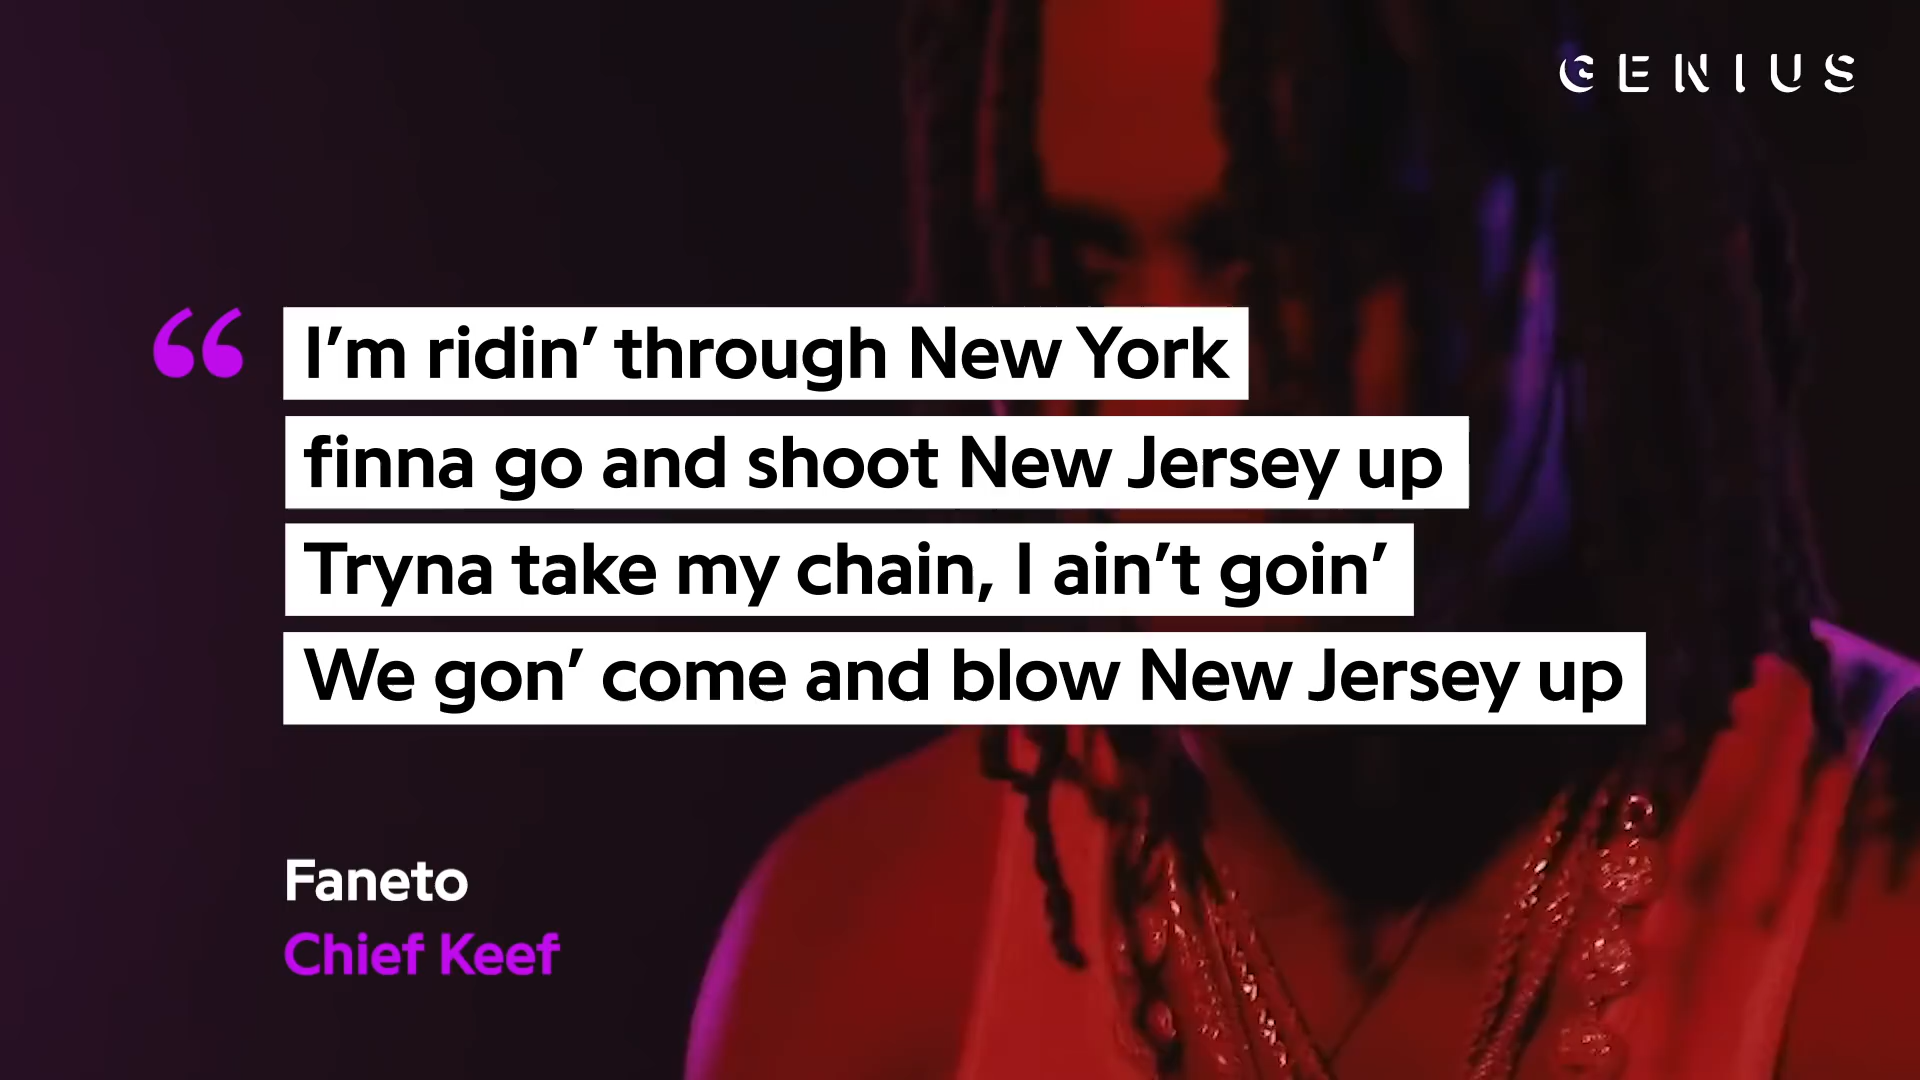 GENIUS
“ I’m ridin’ through New York
finna go and shoot New Jersey up
Tryna take my chain, I ain’t goin’
We gon’ come and blow New Jersey up
Faneto
Chief Keef